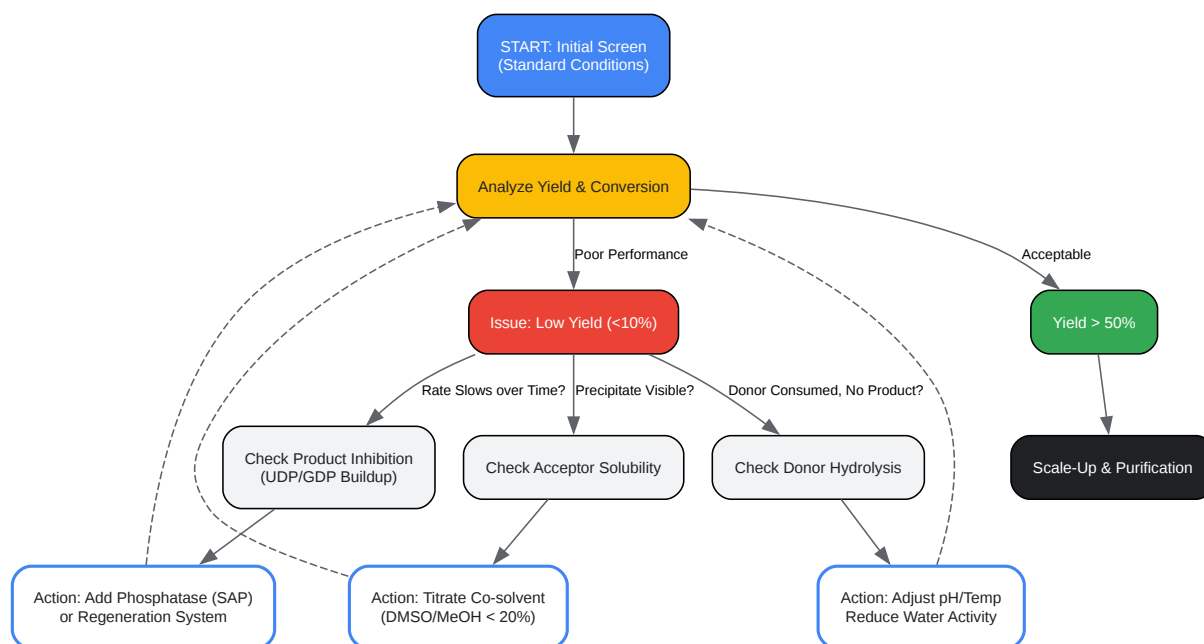 START: Initial Screen
(Standard Conditions)
Analyze Yield & Conversion
Poor Performance
Acceptable
Issue: Low Yield (<10%)
Yield > 50%
Rate Slows over Time?
Precipitate Visible?
Donor Consumed, No Product?
Check Product Inhibition
(UDP/GDP Buildup)
Check Acceptor Solubility
Check Donor Hydrolysis
Scale-Up & Purification
Action: Add Phosphatase (SAP)
or Regeneration System
Action: Titrate Co-solvent
(DMSO/MeOH < 20%)
Action: Adjust pH/Temp
Reduce Water Activity